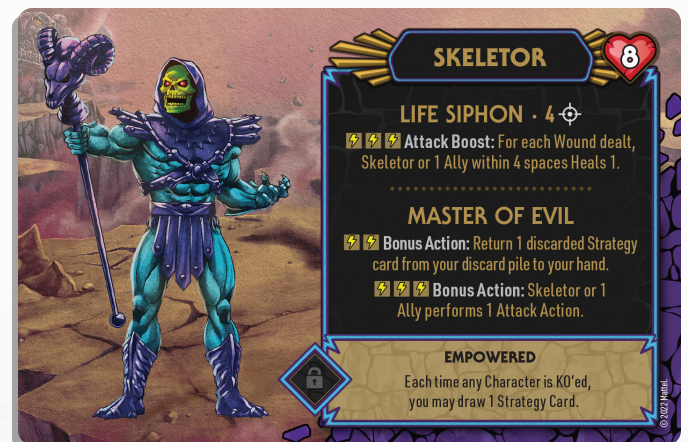 SKELETOR
8
LIFE SIPHON · 4
Attack Boost: For each Wound dealt,
Skeletor or 1 Ally within 4 spaces Heals 1.
MASTER OF EVIL
Bonus Action: Return 1 discarded Strategy
card from your discard pile to your hand.
Bonus Action: Skeletor or 1
Ally performs 1 Attack Action.
EMPOWERED
Each time any Character is KO'ed,
you may draw 1 Strategy Card.
© 2022 Mattel.